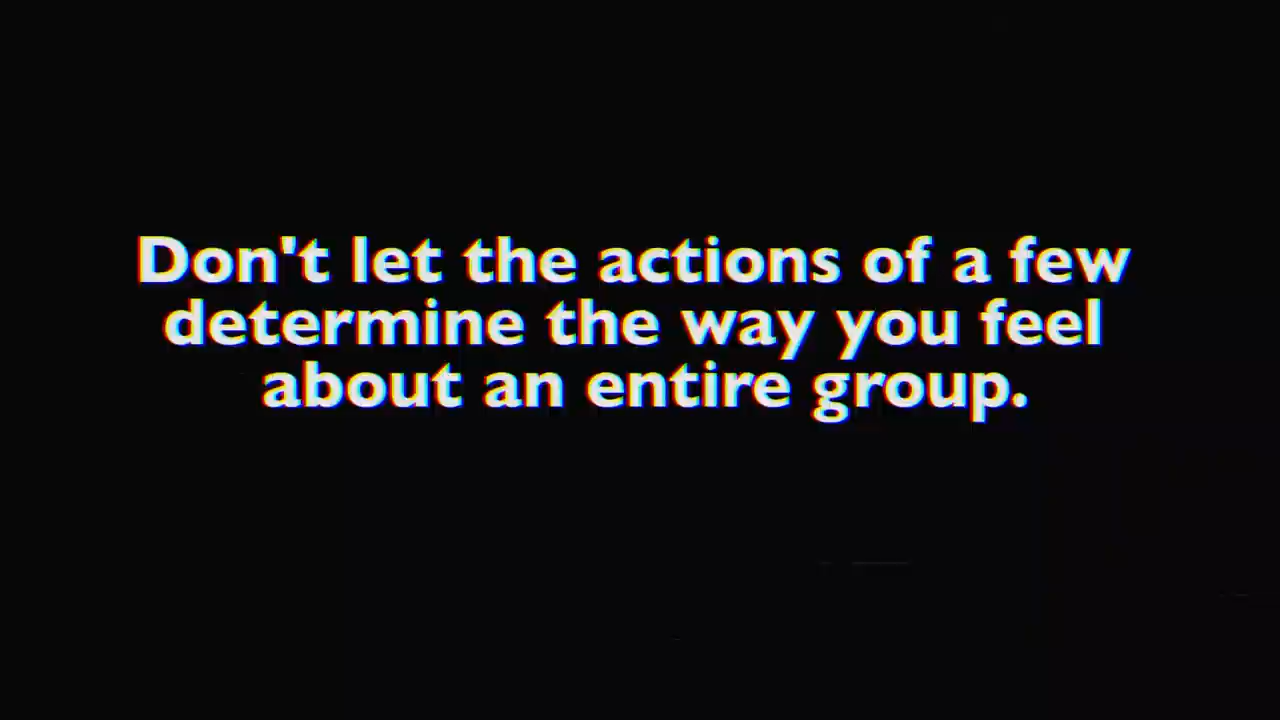 Don't let the actions of a few
determine the way you feel
about an entire group.